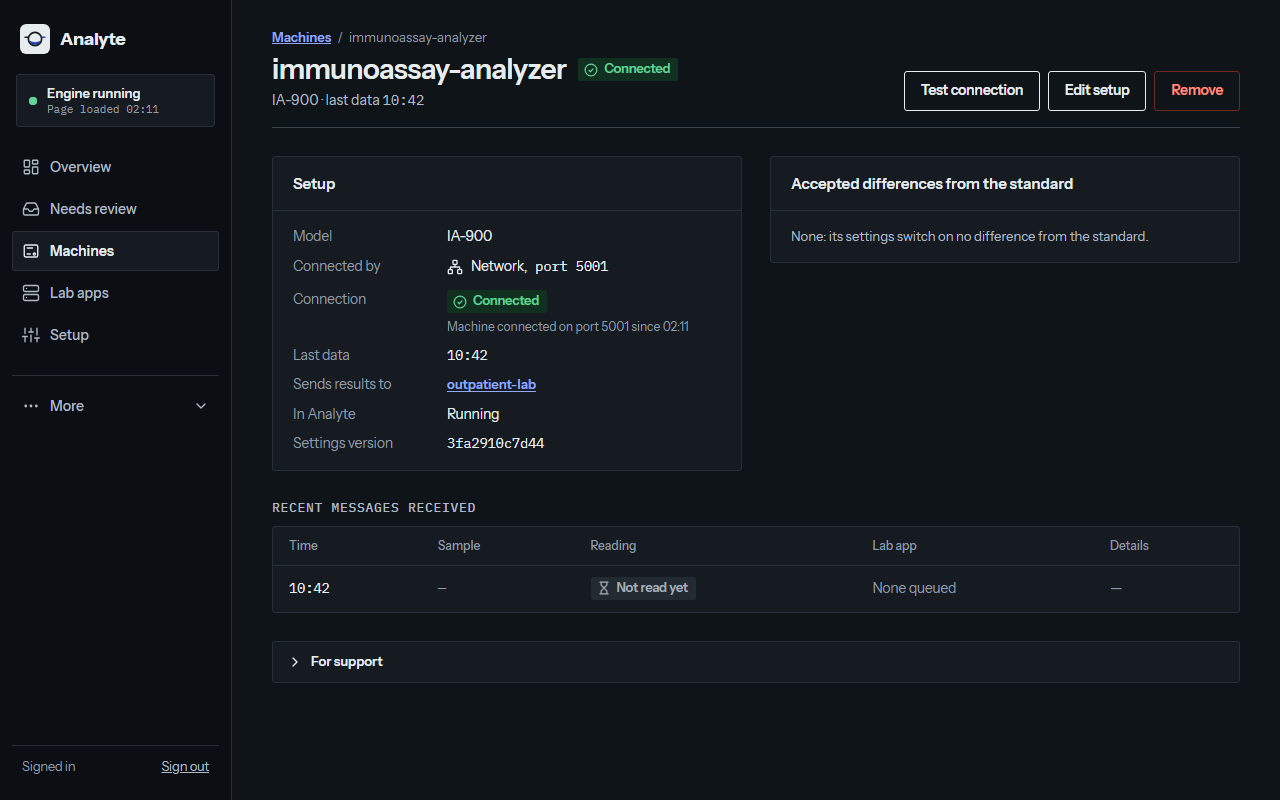 Analyte
Engine running
Page loaded 02:11
Overview
Needs review
Machines
Lab apps
Setup
More
Signed in
Sign out
Machines / immunoassay-analyzer
immunoassay-analyzer
Connected
IA-900 · last data 10:42
Test connection
Edit setup
Remove
Setup
Model IA-900
Connected by Network, port 5001
Connection Connected
Machine connected on port 5001 since 02:11
Last data 10:42
Sends results to outpatient-lab
In Analyte Running
Settings version 3fa2910c7d44
Accepted differences from the standard
None: its settings switch on no difference from the standard.
RECENT MESSAGES RECEIVED
Time Sample Reading Lab app Details
10:42 — Not read yet None queued —
For support